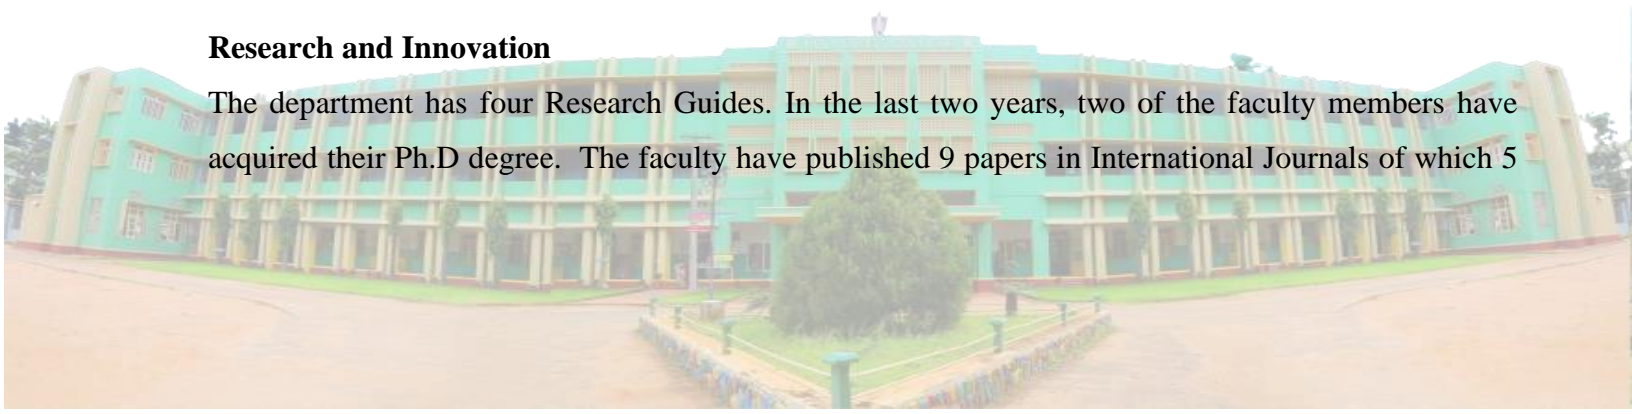 Research and Innovation
The department has four Research Guides. In the last two years, two of the faculty members have
acquired their Ph.D degree.  The faculty have published 9 papers in International Journals of which 5